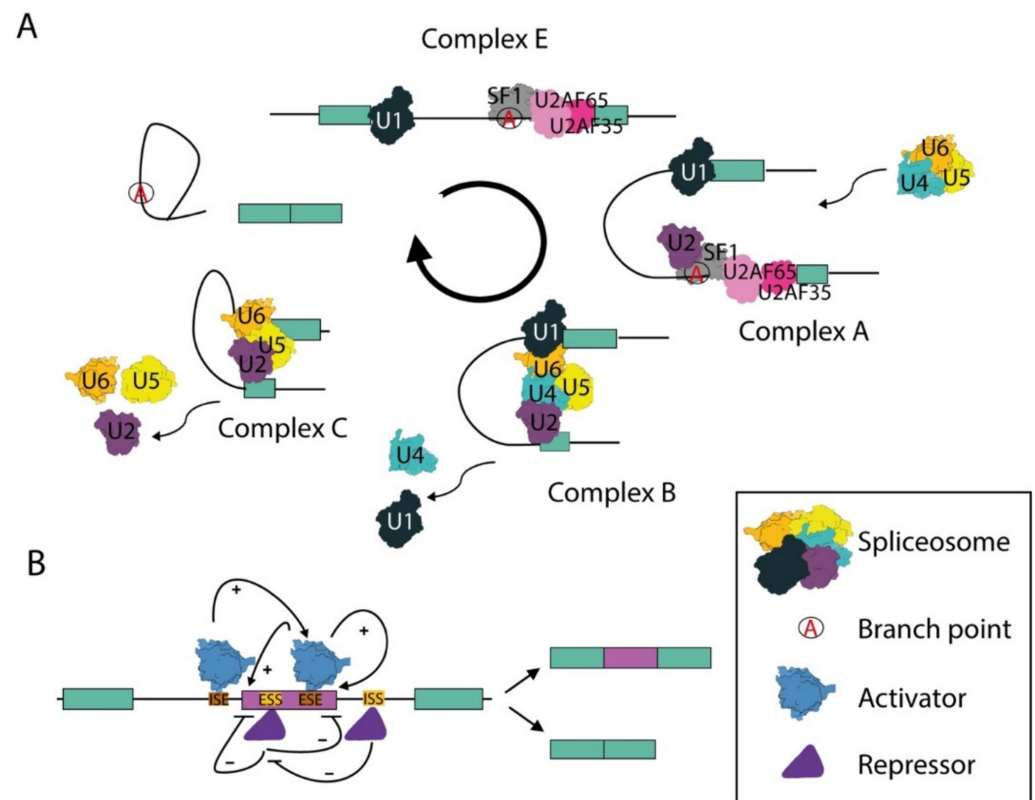 A
Complex E
U1
SF1
A
U2AF65
U2AF35
A
U1
U6
U4
U5
U2
SF1
A
U2AF65
U2AF35
Complex A
U6
U5
U2
U6
U5
U2
Complex C
U1
U6
U4
U5
U2
U4
U1
Complex B
B
+
+
+
ISE
ESS
ESE
ISS
–
–
–
Spliceosome
A
Branch point
Activator
Repressor